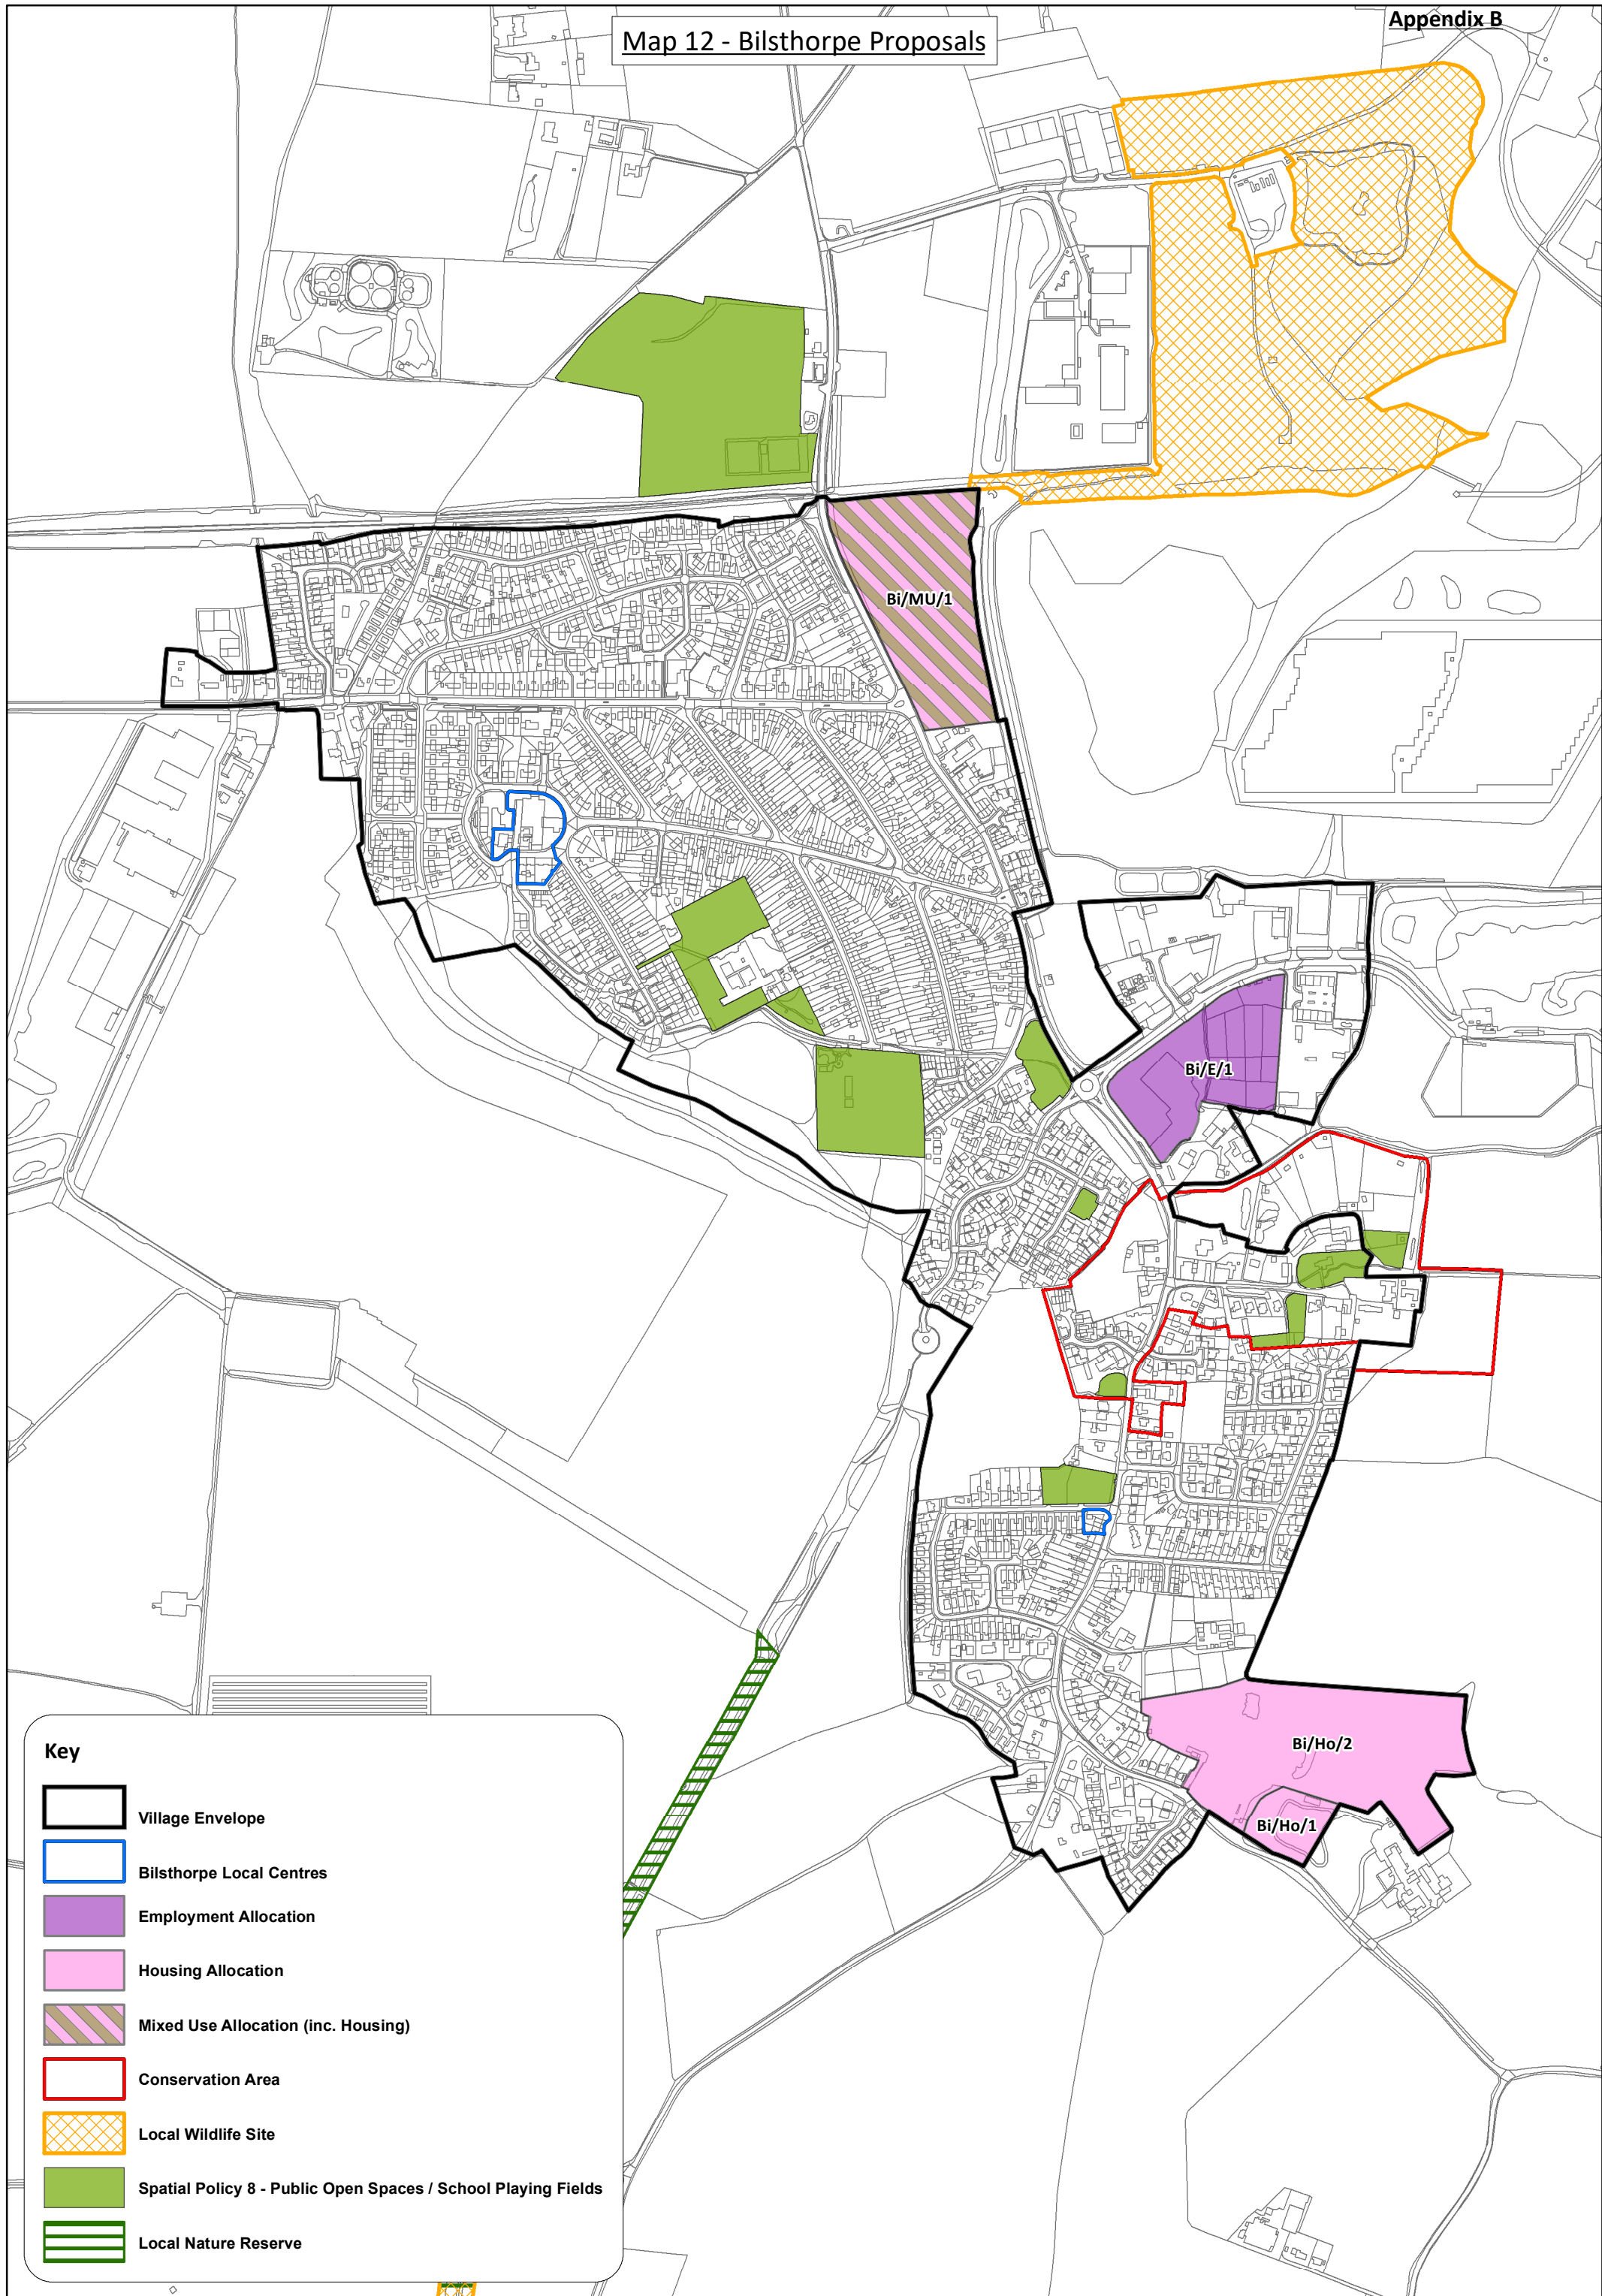 Appendix B
Map 12 - Bilsthorpe Proposals
Bi/MU/1
Bi/E/1
Bi/Ho/2
Bi/Ho/1
Key
Village Envelope
Bilsthorpe Local Centres
Employment Allocation
Housing Allocation
Mixed Use Allocation (inc. Housing)
Conservation Area
Local Wildlife Site
Spatial Policy 8 - Public Open Spaces / School Playing Fields
Local Nature Reserve